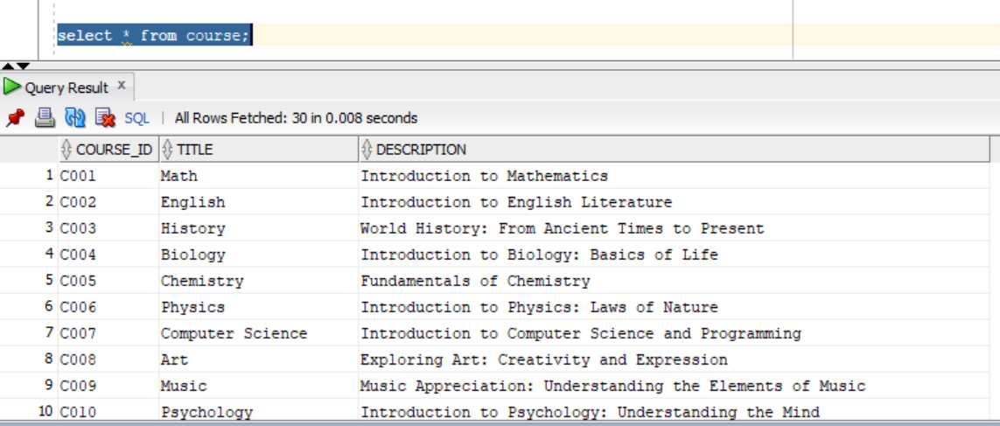 select * from course;
Query Result x
SQL | All Rows Fetched: 30 in 0.008 seconds
COURSE_ID TITLE DESCRIPTION
1 C001 Math Introduction to Mathematics
2 C002 English Introduction to English Literature
3 C003 History World History: From Ancient Times to Present
4 C004 Biology Introduction to Biology: Basics of Life
5 C005 Chemistry Fundamentals of Chemistry
6 C006 Physics Introduction to Physics: Laws of Nature
7 C007 Computer Science Introduction to Computer Science and Programming
8 C008 Art Exploring Art: Creativity and Expression
9 C009 Music Music Appreciation: Understanding the Elements of Music
10 C010 Psychology Introduction to Psychology: Understanding the Mind